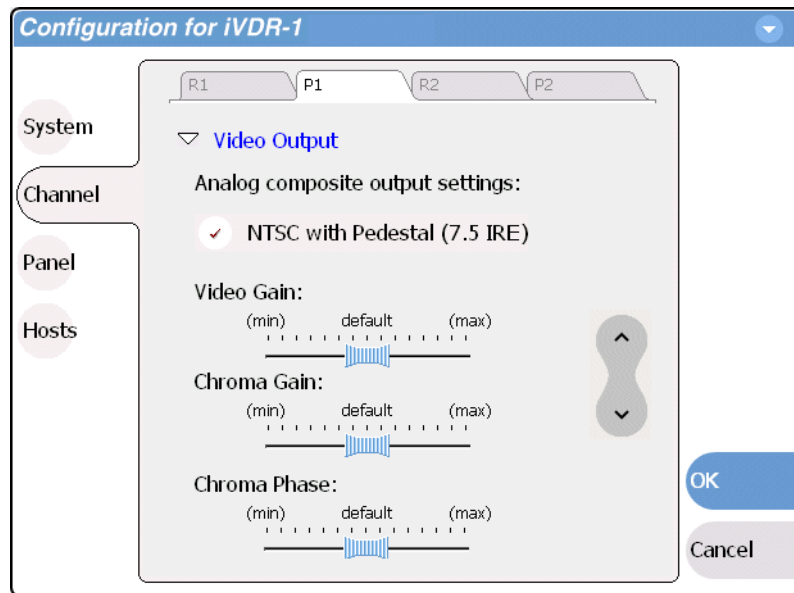 Configuration for iVDR-1
R1 P1 R2 P2
System
Channel
Panel
Hosts
Video Output
Analog composite output settings:
NTSC with Pedestal (7.5 IRE)
Video Gain:
(min) default (max)
Chroma Gain:
(min) default (max)
Chroma Phase:
(min) default (max)
OK
Cancel